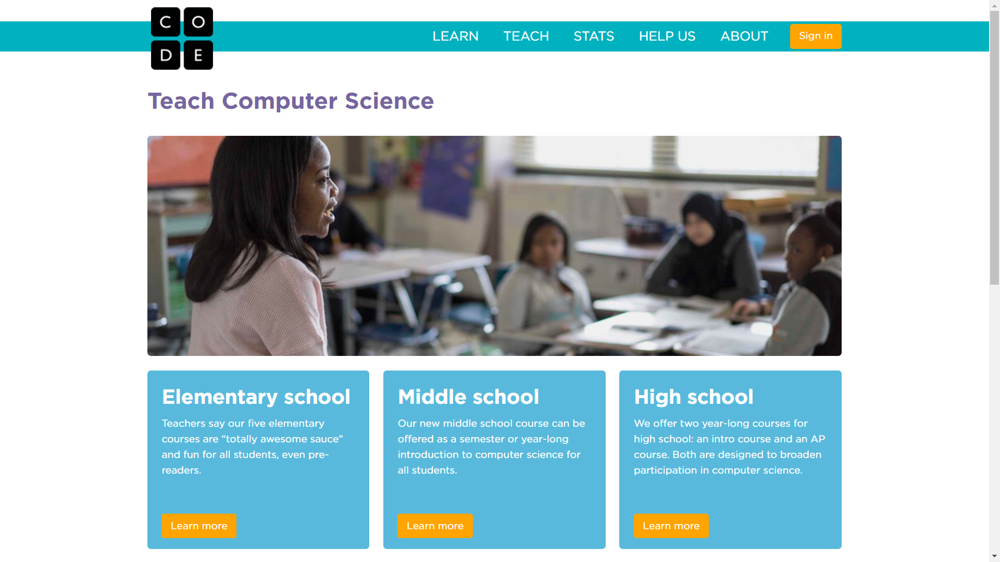 C O
D E
LEARN TEACH STATS HELP US ABOUT Sign in
Teach Computer Science
Elementary school
Teachers say our five elementary
courses are “totally awesome sauce”
and fun for all students, even pre-
readers.
Learn more
Middle school
Our new middle school course can be
offered as a semester or year-long
introduction to computer science for
all students.
Learn more
High school
We offer two year-long courses for
high school: an intro course and an AP
course. Both are designed to broaden
participation in computer science.
Learn more